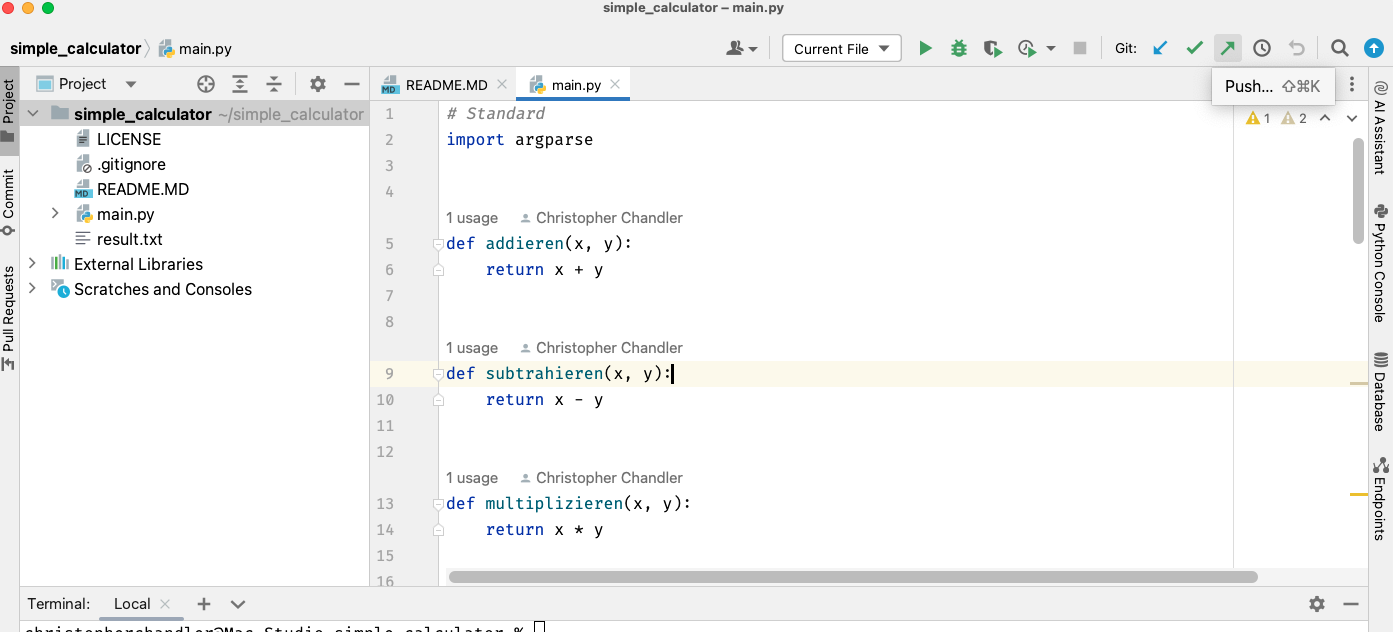 simple_calculator – main.py
simple_calculator main.py
Current File
Git:
Push... ⇧⌘K
Project
README.MD
main.py
simple_calculator ~/simple_calculator
LICENSE
.gitignore
README.MD
main.py
result.txt
External Libraries
Scratches and Consoles
Project
Commit
Pull Requests
1 # Standard
2 import argparse
3
4
1 usage Christopher Chandler
5 def addieren(x, y):
6     return x + y
7
8
1 usage Christopher Chandler
9 def subtrahieren(x, y):
10     return x - y
11
12
1 usage Christopher Chandler
13 def multiplizieren(x, y):
14     return x * y
15
16
1 2
AI Assistant
Python Console
Database
Endpoints
Terminal: Local
christopherchandler@Mac-Studio simple_calculator %